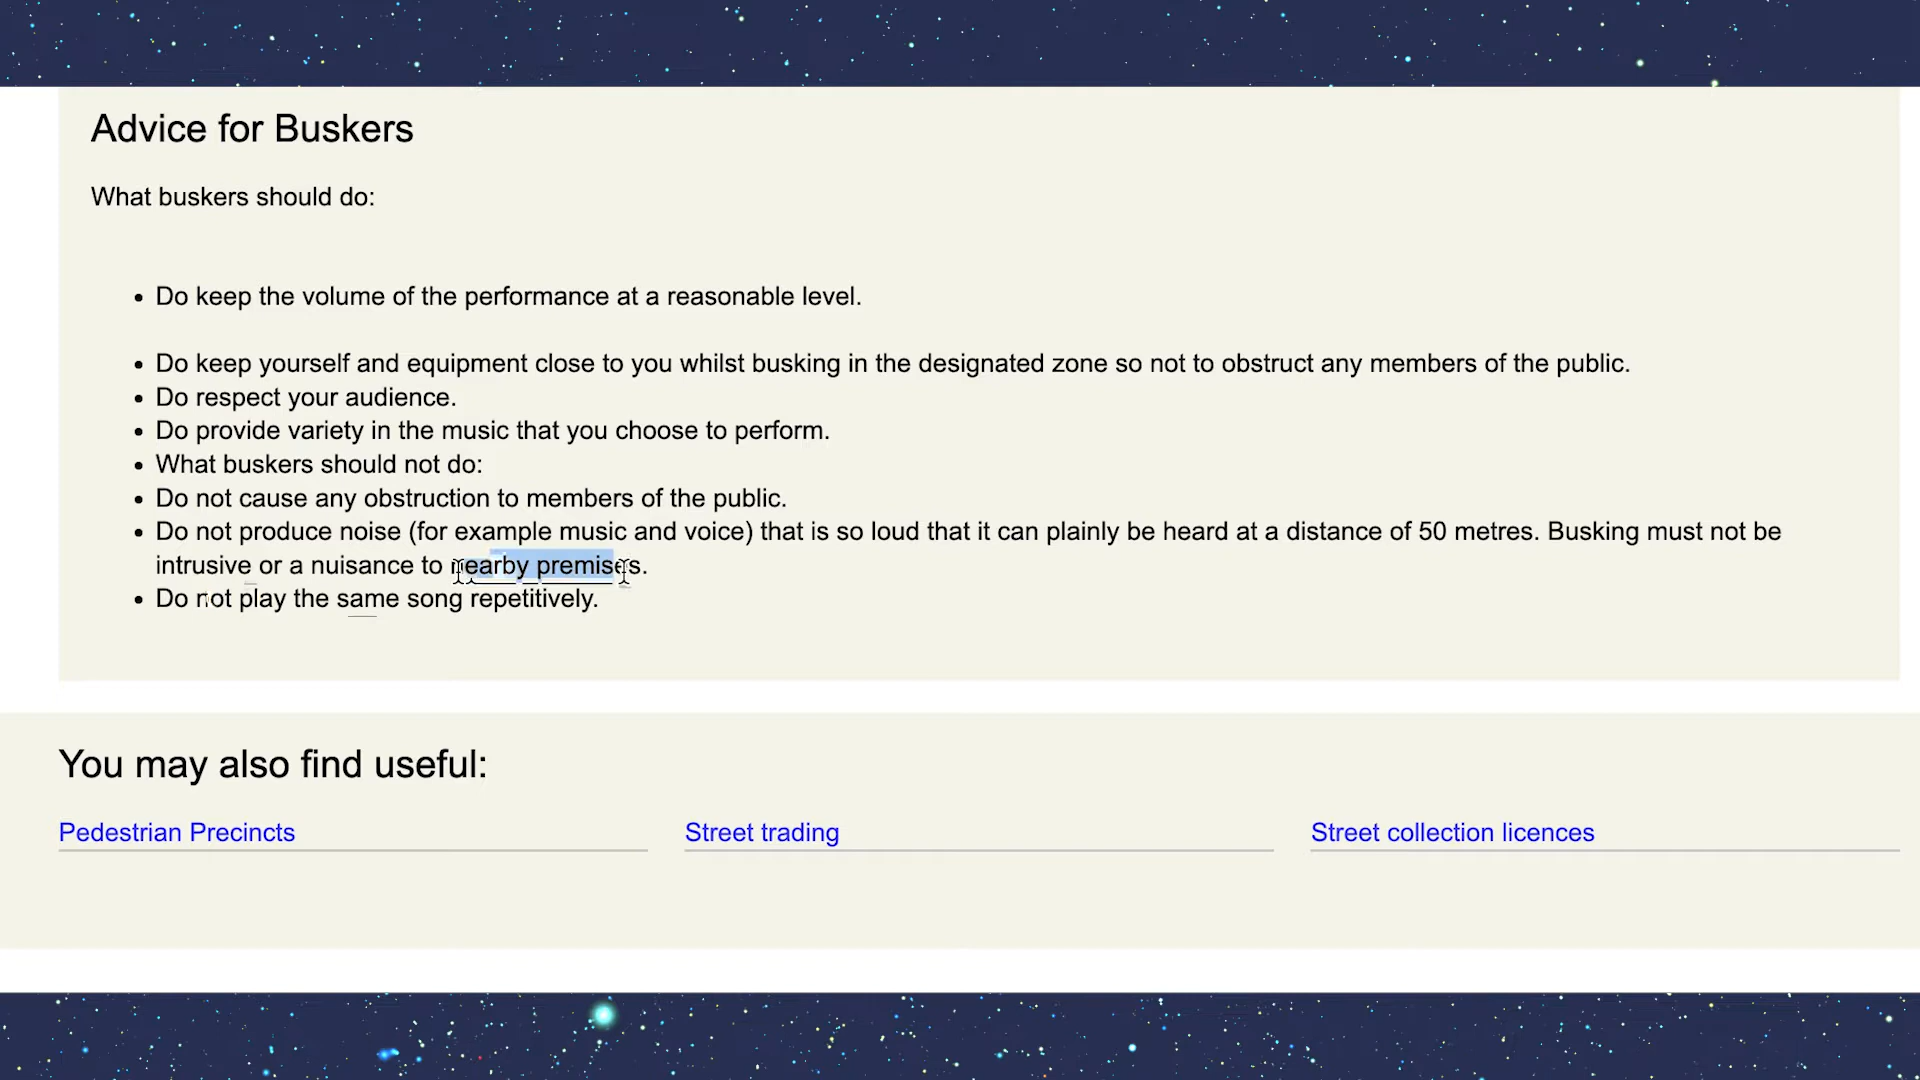 Advice for Buskers
What buskers should do:
Do keep the volume of the performance at a reasonable level.
Do keep yourself and equipment close to you whilst busking in the designated zone so not to obstruct any members of the public.
Do respect your audience.
Do provide variety in the music that you choose to perform.
What buskers should not do:
Do not cause any obstruction to members of the public.
Do not produce noise (for example music and voice) that is so loud that it can plainly be heard at a distance of 50 metres. Busking must not be
intrusive or a nuisance to nearby premises.
Do not play the same song repetitively.
You may also find useful:
Pedestrian Precincts
Street trading
Street collection licences